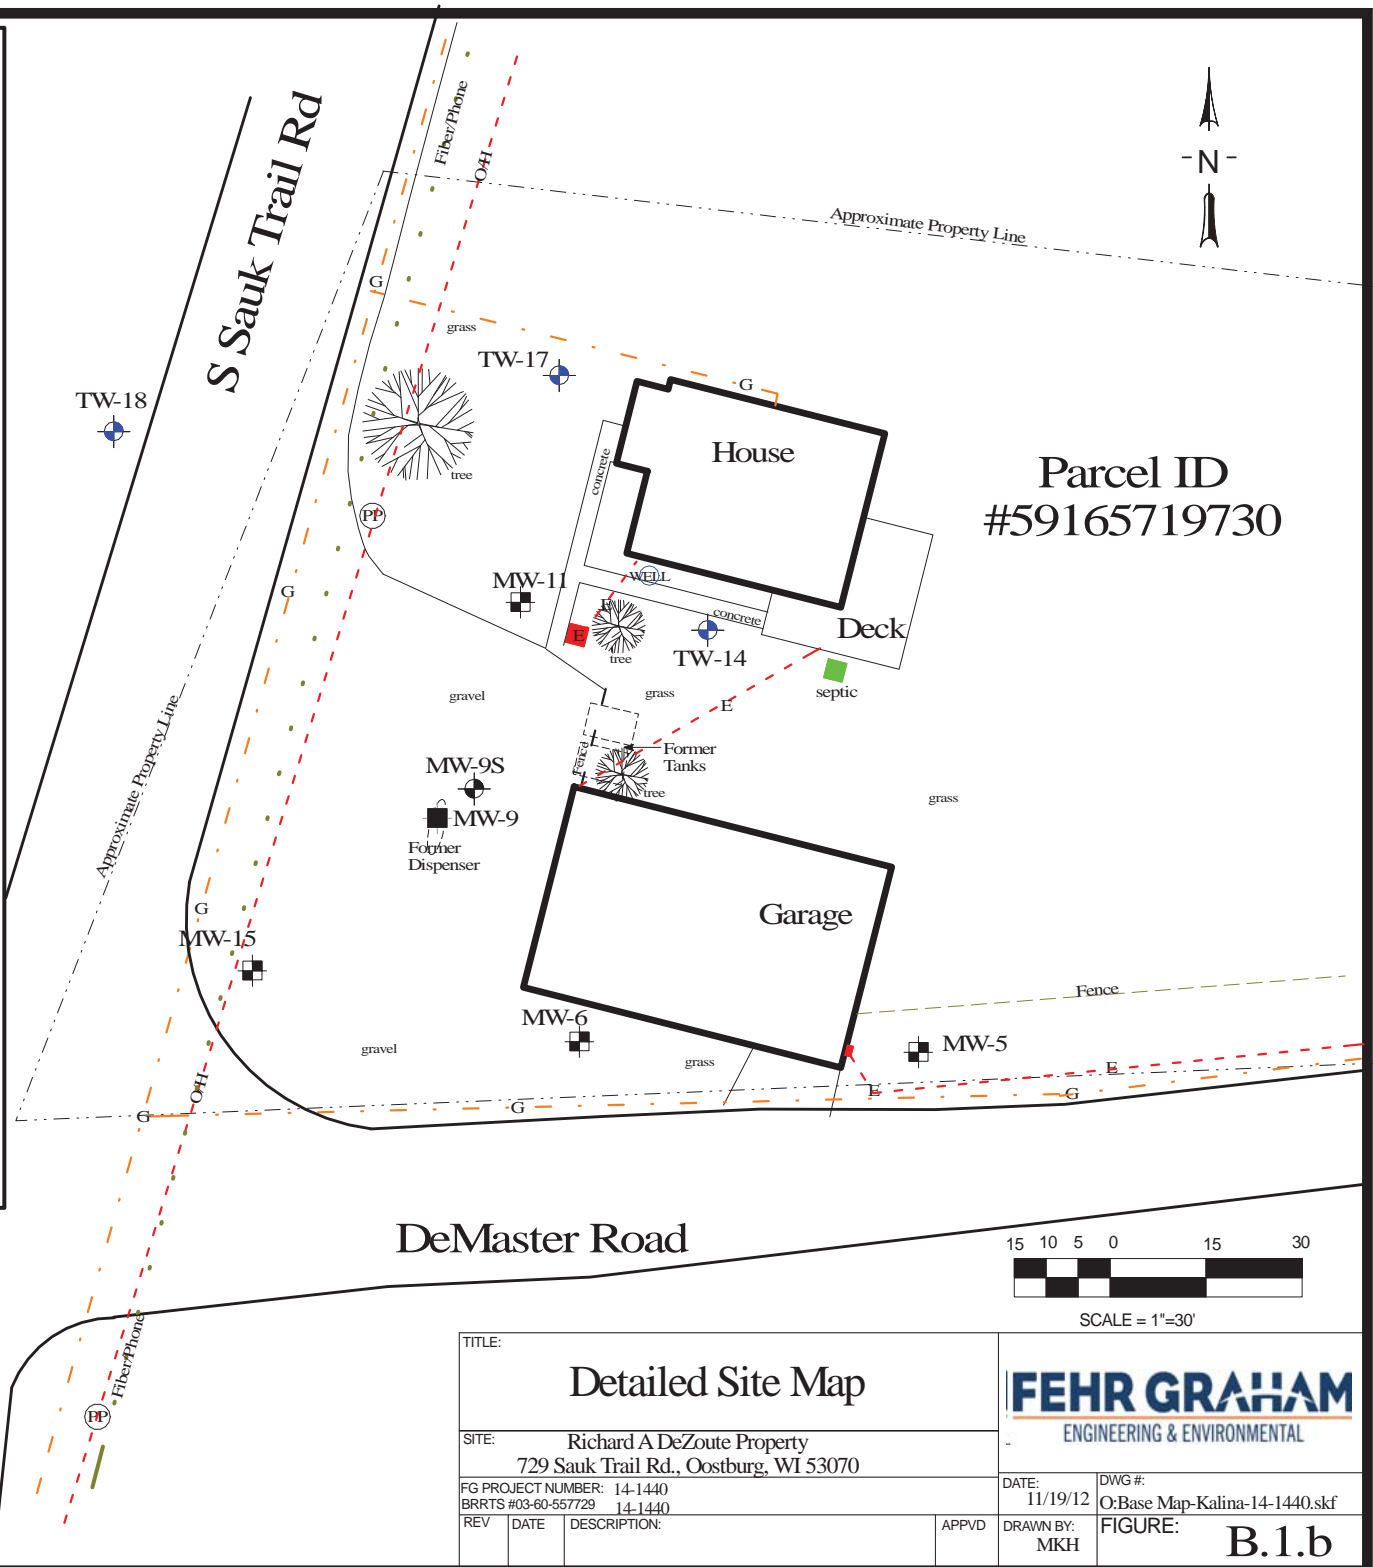 S Sauk Trail Rd
Fiber/Phone
O/H
-N-
Approximate Property Line
G
grass
TW-17
G
TW-18
House
concrete
tree
Parcel ID
#59165719730
PP
MW-11
WELL
G
E
concrete
E
Deck
tree
TW-14
septic
gravel
grass
E
Approximate Property Line
Fence
Former
Tanks
MW-9S
tree
grass
MW-9
Former
Dispenser
G
Garage
MW-15
Fence
MW-6
MW-5
gravel
grass
E
O/H
E
G
G
G
DeMaster Road
15 10 5 0 15 30
SCALE = 1"=30'
Fiber/Phone
PP
TITLE:
Detailed Site Map
FEHR GRAHAM
ENGINEERING & ENVIRONMENTAL
SITE:
Richard A DeZoute Property
729 Sauk Trail Rd., Oostburg, WI 53070
FG PROJECT NUMBER: 14-1440
BRRTS #03-60-557729 14-1440
DATE:
11/19/12
DWG #:
O:Base Map-Kalina-14-1440.skf
REV DATE DESCRIPTION: APPVD
DRAWN BY:
MKH
FIGURE:
B.1.b